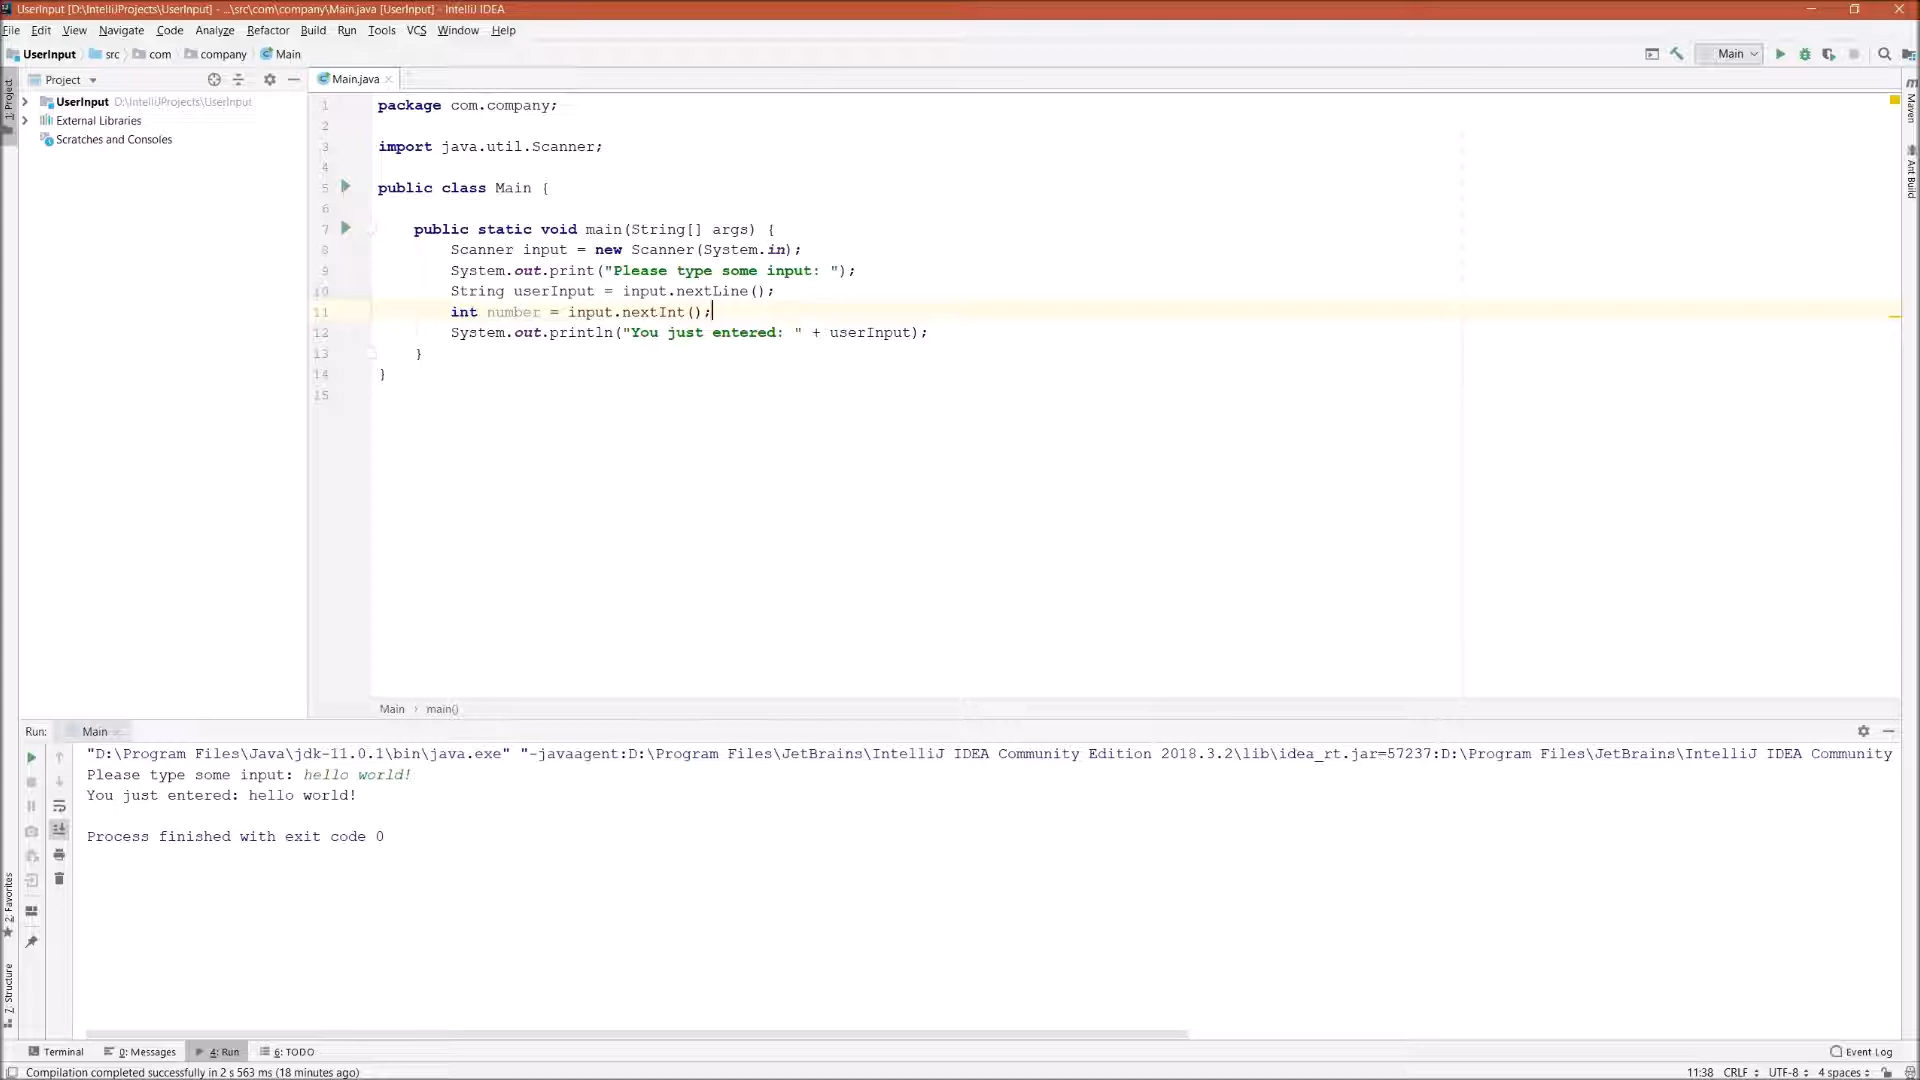 UserInput [D:\IntelliJProjects\UserInput] - ...\src\com\company\Main.java [UserInput] - IntelliJ IDEA
File Edit View Navigate Code Analyze Refactor Build Run Tools VCS Window Help
UserInput src com company Main
Main
Project
Main.java
1: Project
UserInput D:\IntelliJProjects\UserInput
External Libraries
Scratches and Consoles
Maven
Ant Build
1 package com.company;
2
3 import java.util.Scanner;
4
5 public class Main {
6
7 public static void main(String[] args) {
8 Scanner input = new Scanner(System.in);
9 System.out.print("Please type some input: ");
10 String userInput = input.nextLine();
11 int number = input.nextInt();
12 System.out.println("You just entered: " + userInput);
13 }
14 }
15
Main › main()
Run: Main
"D:\Program Files\Java\jdk-11.0.1\bin\java.exe" "-javaagent:D:\Program Files\JetBrains\IntelliJ IDEA Community Edition 2018.3.2\lib\idea_rt.jar=57237:D:\Program Files\JetBrains\IntelliJ IDEA Community
Please type some input: hello world!
You just entered: hello world!
Process finished with exit code 0
2: Favorites
7: Structure
Terminal 0: Messages 4: Run 6: TODO Event Log
Compilation completed successfully in 2 s 563 ms (18 minutes ago) 11:38 CRLF UTF-8 4 spaces